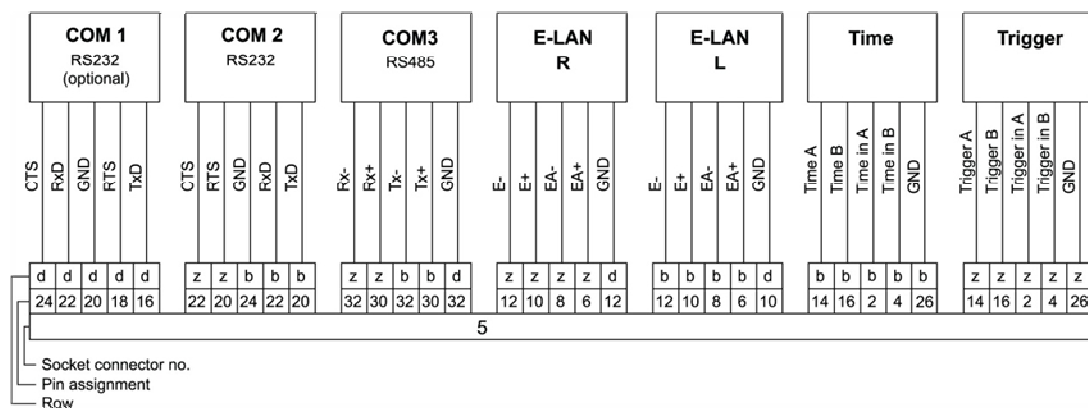 COM 1
RS232
(optional)
COM 2
RS232
COM3
RS485
E-LAN
R
E-LAN
L
Time
Trigger
CTS RxD GND RTS TxD
CTS RTS GND RxD TxD
Rx- Rx+ Tx- Tx+ GND
E- E+ EA- EA+ GND
E- E+ EA- EA+ GND
Time A Time B Time in A Time in B GND
Trigger A Trigger B Trigger in A Trigger in B GND
d d d d d z z b b b z z b b d z z z z d b b b b d b b b b b z z z z z
24 22 20 18 16 22 20 24 22 20 32 30 32 30 32 12 10 8 6 12 12 10 8 6 10 14 16 2 4 26 14 16 2 4 26
5
Socket connector no.
Pin assignment
Row